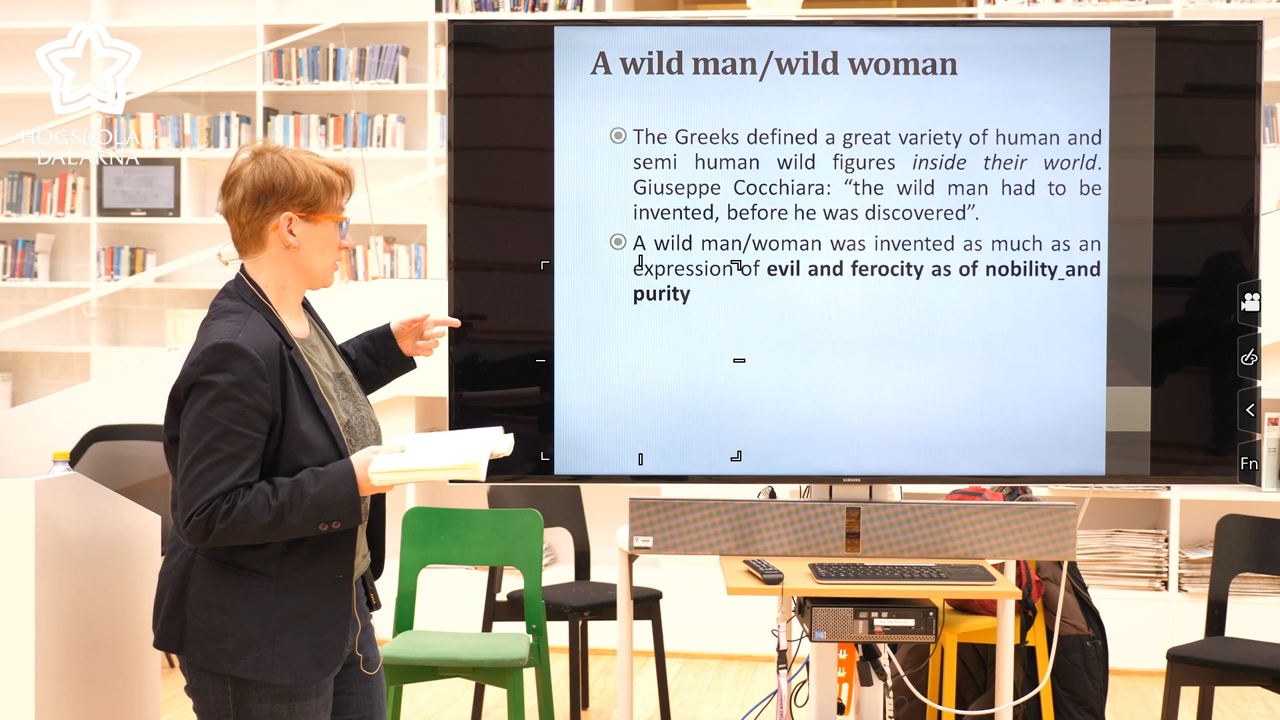 HÖGSKOLAN
DALARNA
A wild man/wild woman
The Greeks defined a great variety of human and
semi human wild figures inside their world.
Giuseppe Cocchiara: “the wild man had to be
invented, before he was discovered”.
A wild man/woman was invented as much as an
expression of evil and ferocity as of nobility and
purity
SAMSUNG
Fn